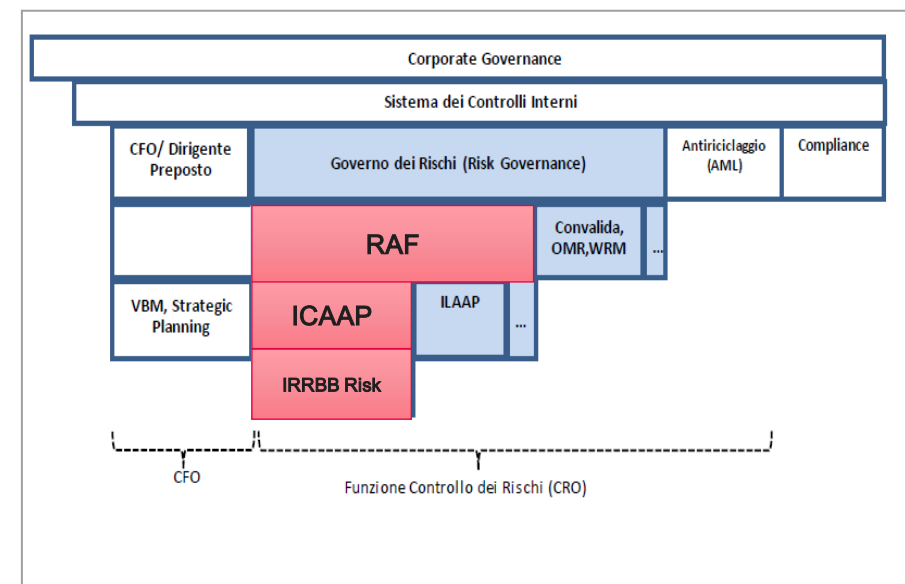 Corporate Governance
Sistema dei Controlli Interni
CFO/ Dirigente
Preposto
Governo dei Rischi (Risk Governance)
Antiriciclaggio
(AML)
Compliance
RAF
Convalida,
OMR,WRM
...
VBM, Strategic
Planning
ICAAP
ILAAP
...
IRRBB Risk
CFO
Funzione Controllo dei Rischi (CRO)